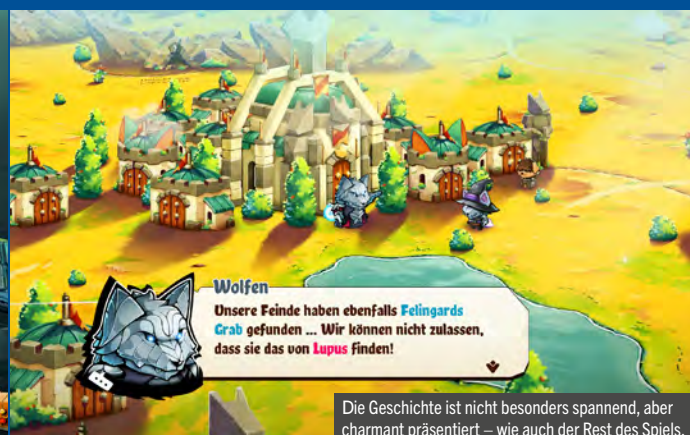 Wolfen
Unsere Feinde haben ebenfalls Felingards
Grab gefunden ... Wir können nicht zulassen,
dass sie das von Lupus finden!
Die Geschichte ist nicht besonders spannend, aber
charmant präsentiert – wie auch der Rest des Spiels.